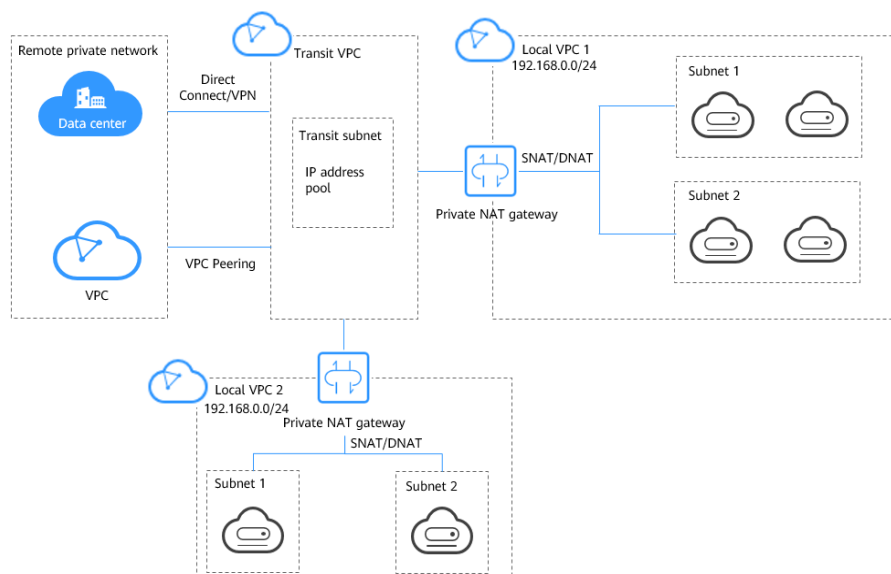 Remote private network
Data center
VPC
Direct
Connect/VPN
VPC Peering
Transit VPC
Transit subnet
IP address
pool
Local VPC 1
192.168.0.0/24
SNAT/DNAT
Private NAT gateway
Subnet 1
Subnet 2
Local VPC 2
192.168.0.0/24
Private NAT gateway
SNAT/DNAT
Subnet 1
Subnet 2